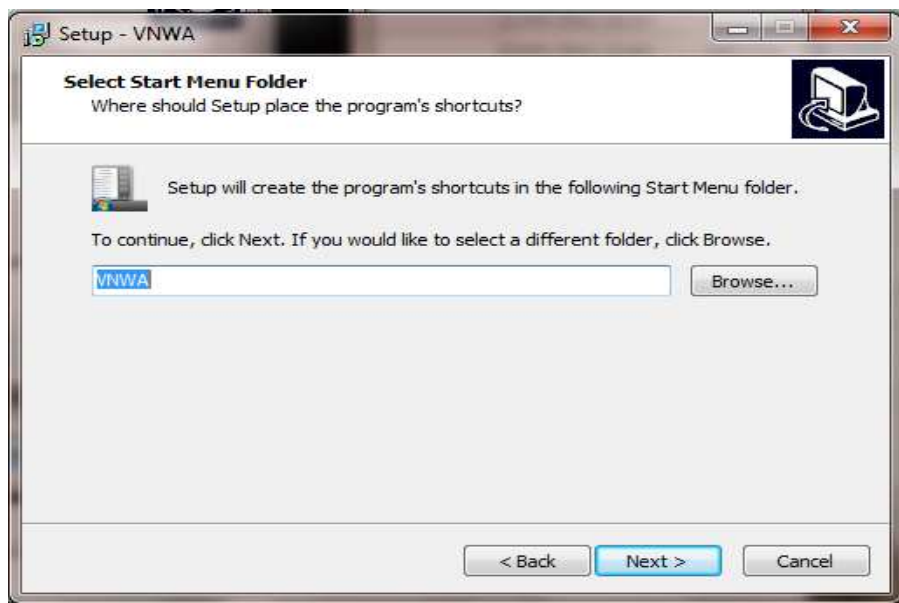 Setup - VNWA
Select Start Menu Folder
Where should Setup place the program's shortcuts?
Setup will create the program's shortcuts in the following Start Menu folder.
To continue, click Next. If you would like to select a different folder, click Browse.
VNWA
Browse...
< Back
Next >
Cancel